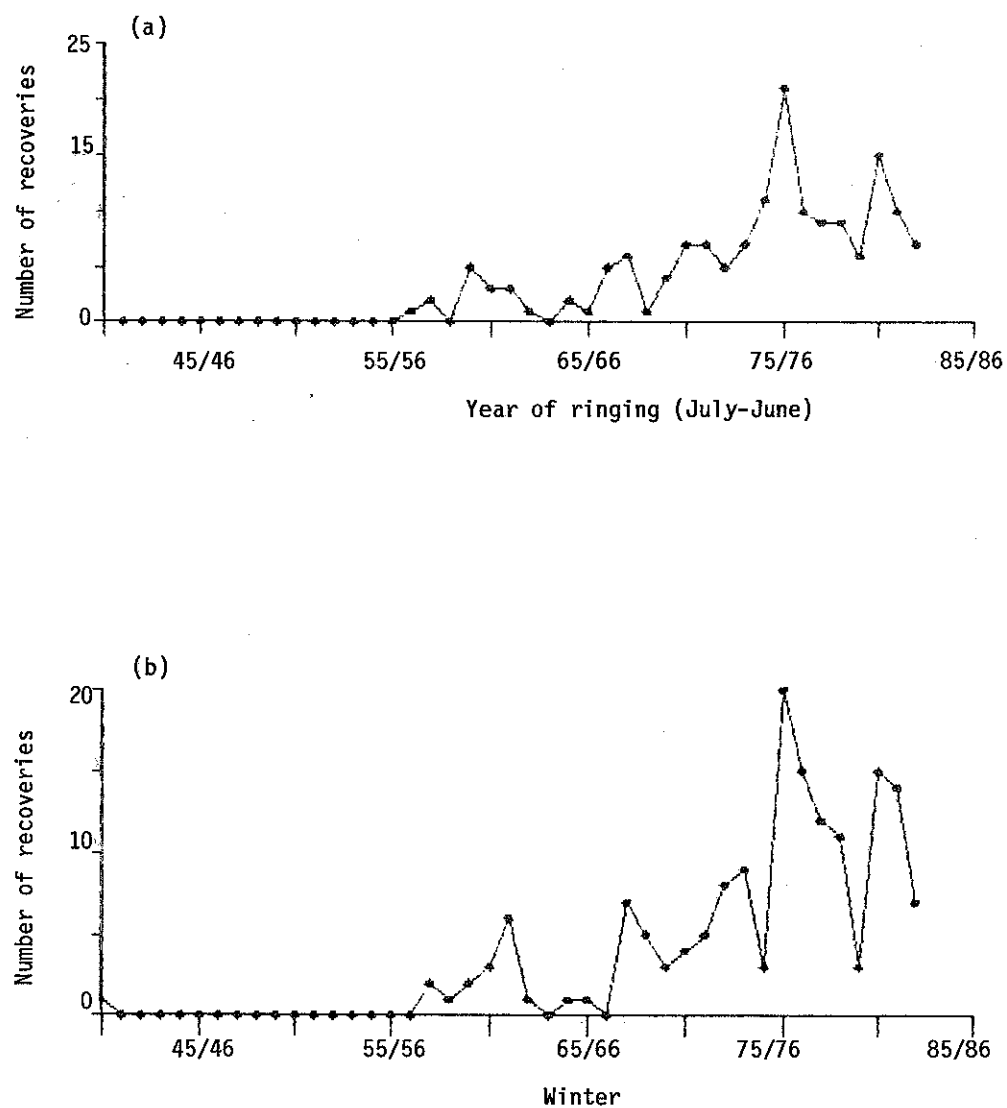 (a)
25
15
0
Number of recoveries
45/46 55/56 65/66 75/76 85/86
Year of ringing (July-June)
(b)
20
10
0
Number of recoveries
45/46 55/56 65/66 75/76 85/86
Winter